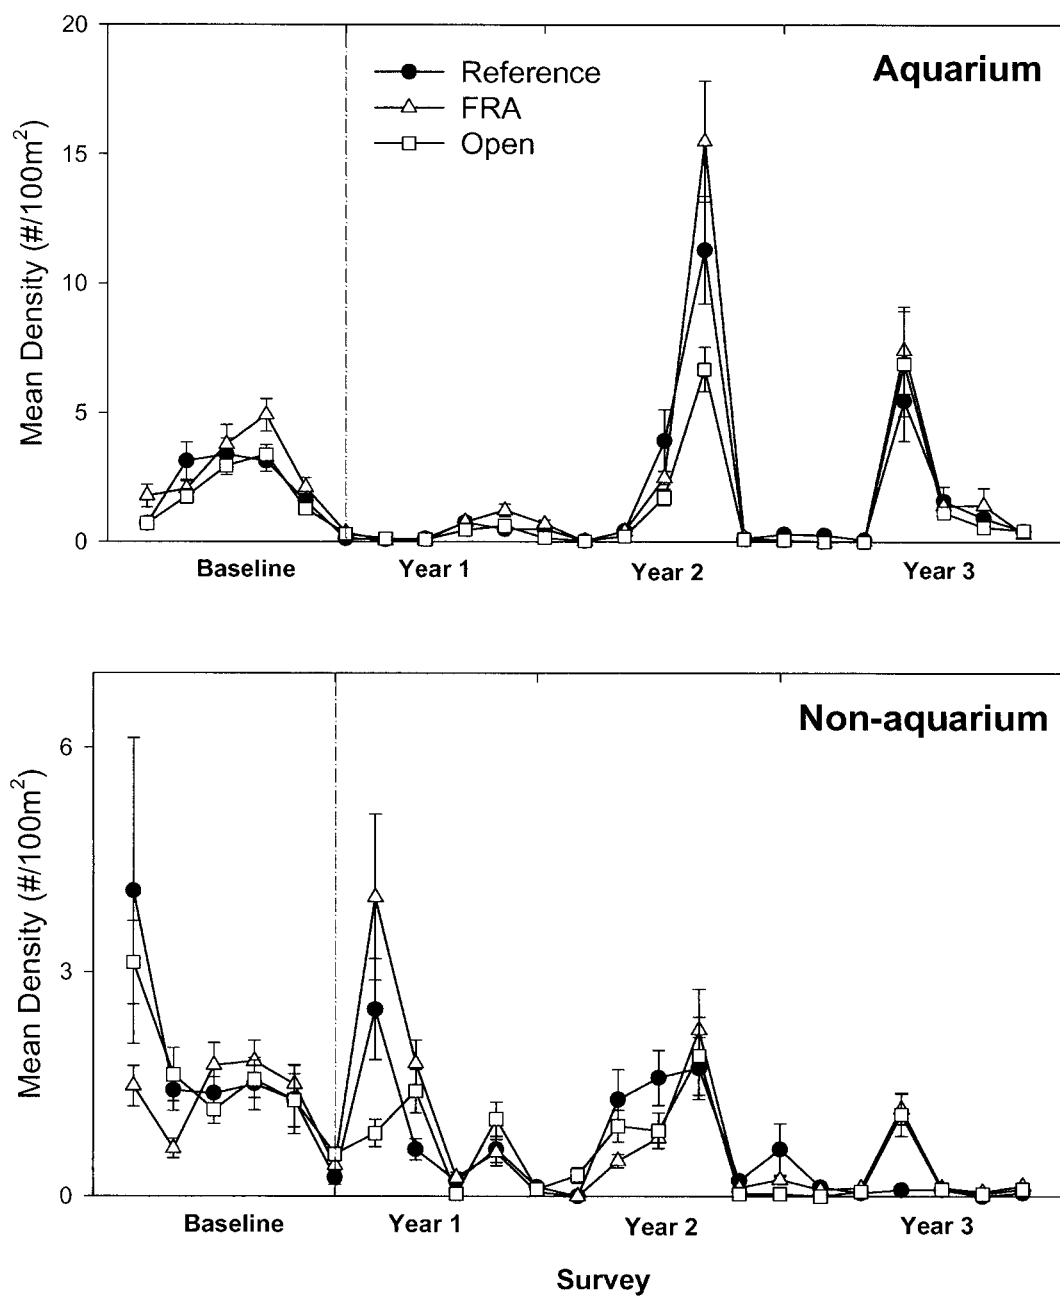 Aquarium
Reference
FRA
Open
Mean Density (#/100m²)
20
15
10
5
0
Baseline Year 1 Year 2 Year 3
Non-aquarium
Mean Density (#/100m²)
6
3
0
Baseline Year 1 Year 2 Year 3
Survey